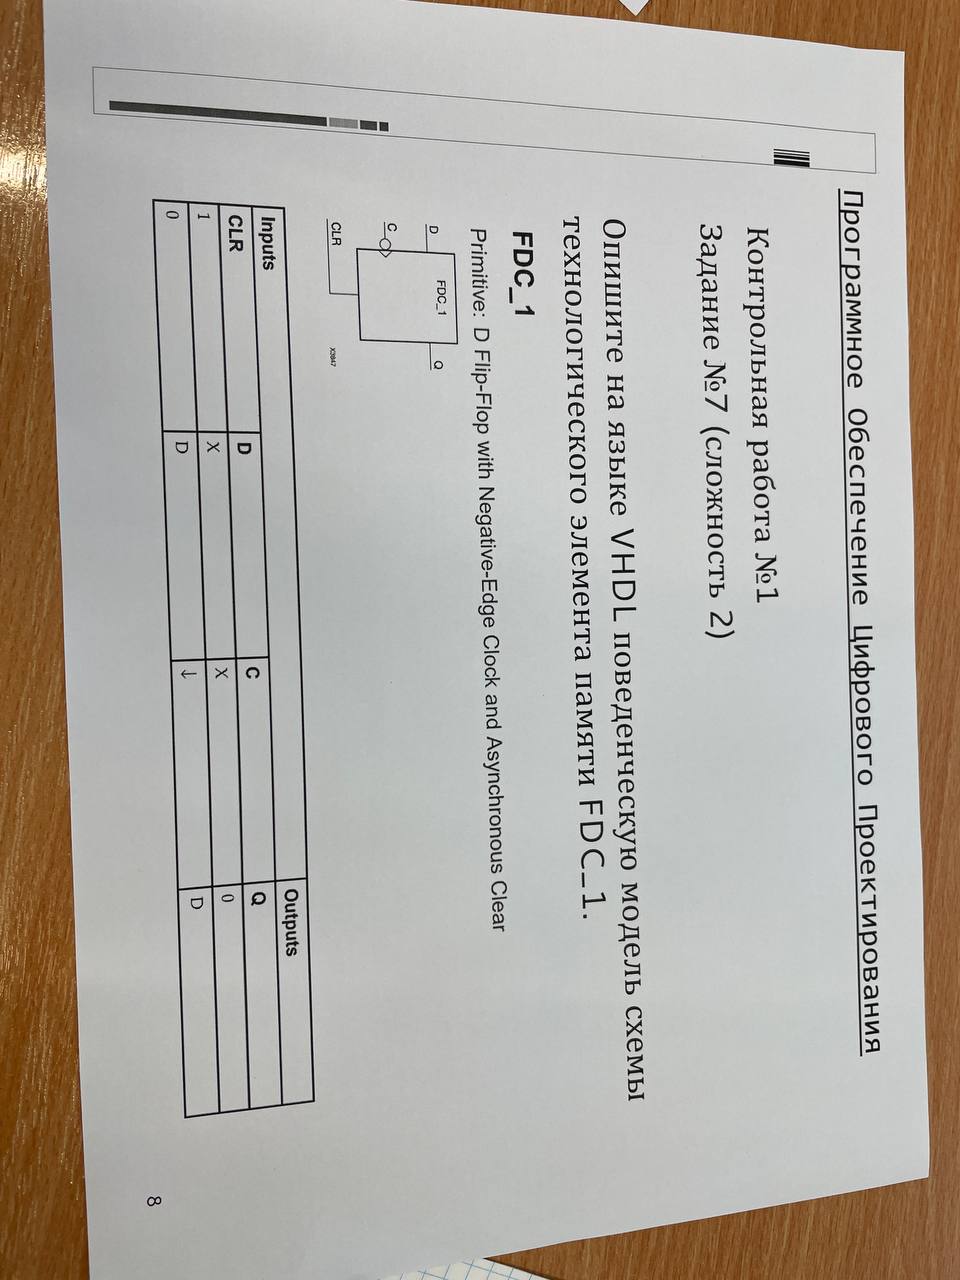 Программное Обеспечение Цифрового Проектирования
Контрольная работа №1
Задание №7 (сложность 2)
Опишите на языке VHDL поведенческую модель схемы
технологического элемента памяти FDC_1.
FDC_1
Primitive: D Flip-Flop with Negative-Edge Clock and Asynchronous Clear
D
FDC_1
Q
C
CLR
X3847
Inputs Outputs
CLR D C Q
1 X X 0
0 D ↓ D
8